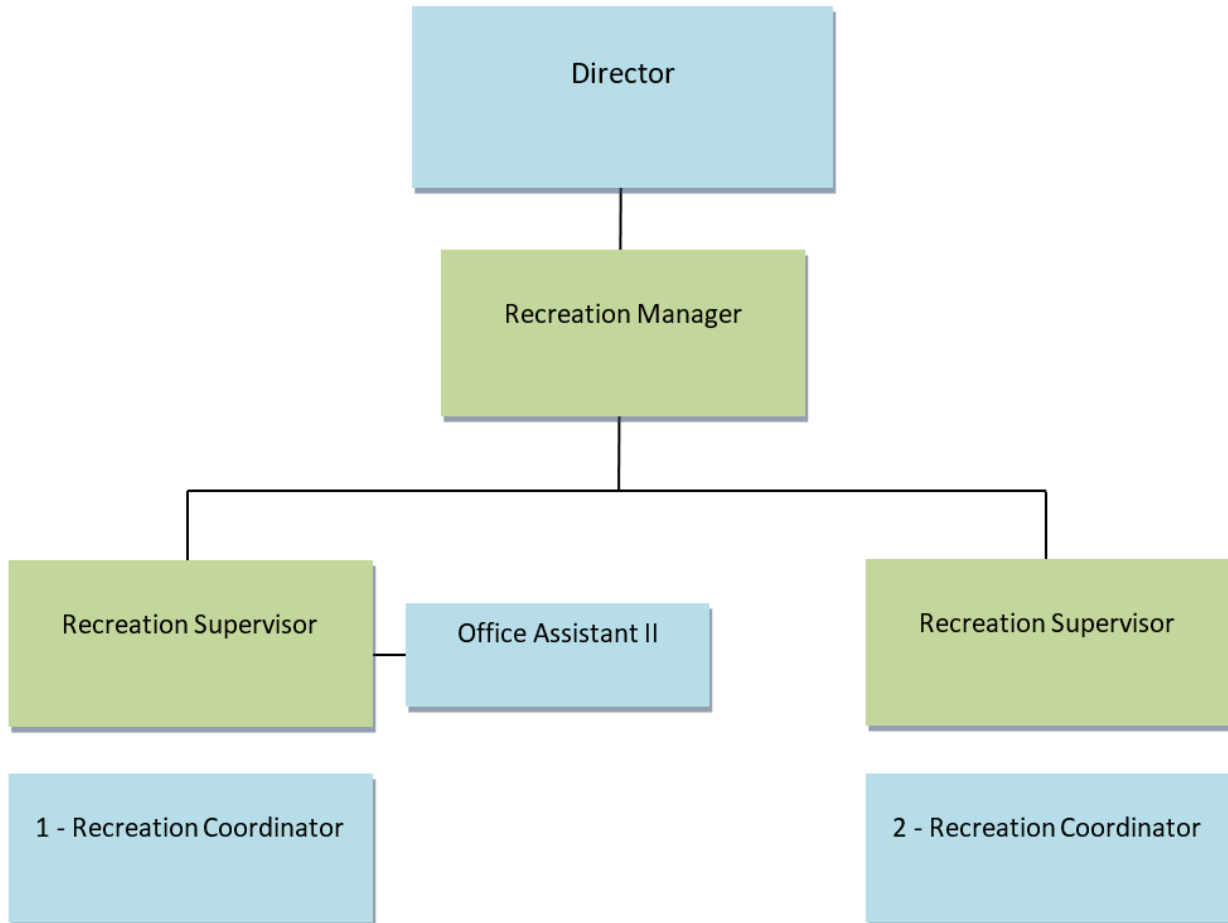 Director
Recreation Manager
Recreation Supervisor
Office Assistant II
Recreation Supervisor
1 - Recreation Coordinator
2 - Recreation Coordinator